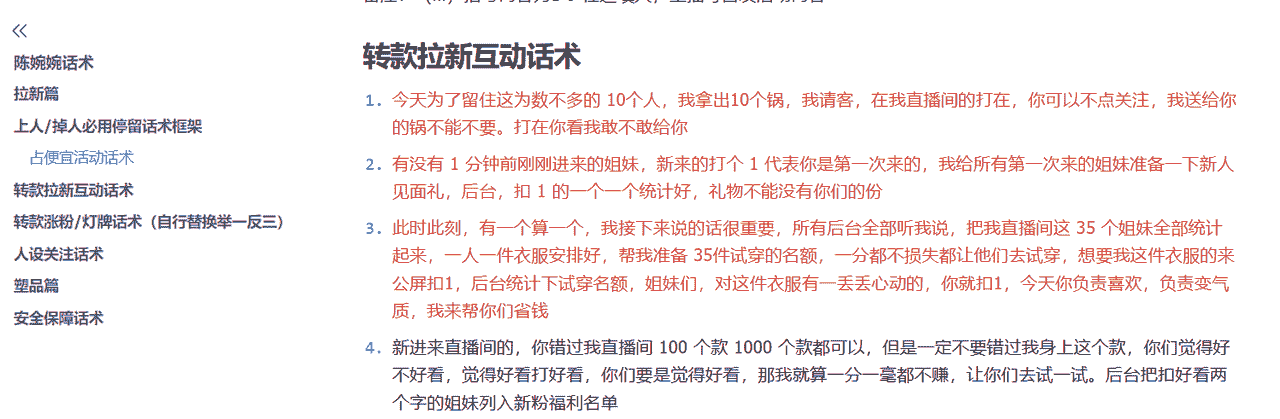 陈婉婉话术
拉新篇
上人/掉人必用停留话术框架
占便宜活动话术
转款拉新互动话术
转款涨粉/灯牌话术（自行替换举一反三）
人设关注话术
塑品篇
安全保障话术
转款拉新互动话术
1. 今天为了留住这为数不多的 10个人，我拿出10个锅，我请客，在我直播间的打在，你可以不点关注，我送给你
的锅不能不要。打在你看我敢不敢给你
2. 有没有 1 分钟前刚刚进来的姐妹，新来的打个 1 代表你是第一次来的，我给所有第一次来的姐妹准备一下新人
见面礼，后台，扣 1 的一个一个统计好，礼物不能没有你们的份
3. 此时此刻，有一个算一个，我接下来说的话很重要，所有后台全部听我说，把我直播间这 35 个姐妹全部统计
起来，一人一件衣服安排好，帮我准备 35件试穿的名额，一分都不损失都让他们去试穿，想要我这件衣服的来
公屏扣1，后台统计下试穿名额，姐妹们，对这件衣服有一丢丢心动的，你就扣1，今天你负责喜欢，负责变气
质，我来帮你们省钱
4. 新进来直播间的，你错过我直播间 100 个款 1000 个款都可以，但是一定不要错过我身上这个款，你们觉得好
不好看，觉得好看打好看，你们要是觉得好看，那我就算一分一毫都不赚，让你们去试一试。后台把扣好看两
个字的姐妹列入新粉福利名单